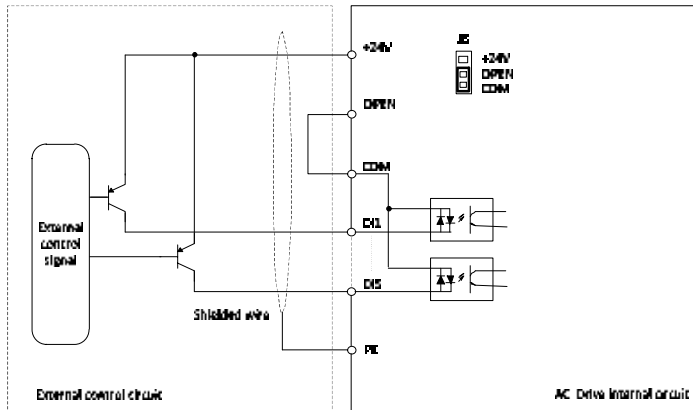 +24V
J5
+24V
OPEN
COM
OPEN
COM
DI1
External
control
signal
DI5
Shielded wire
PE
External control circuit
AC Drive internal circuit